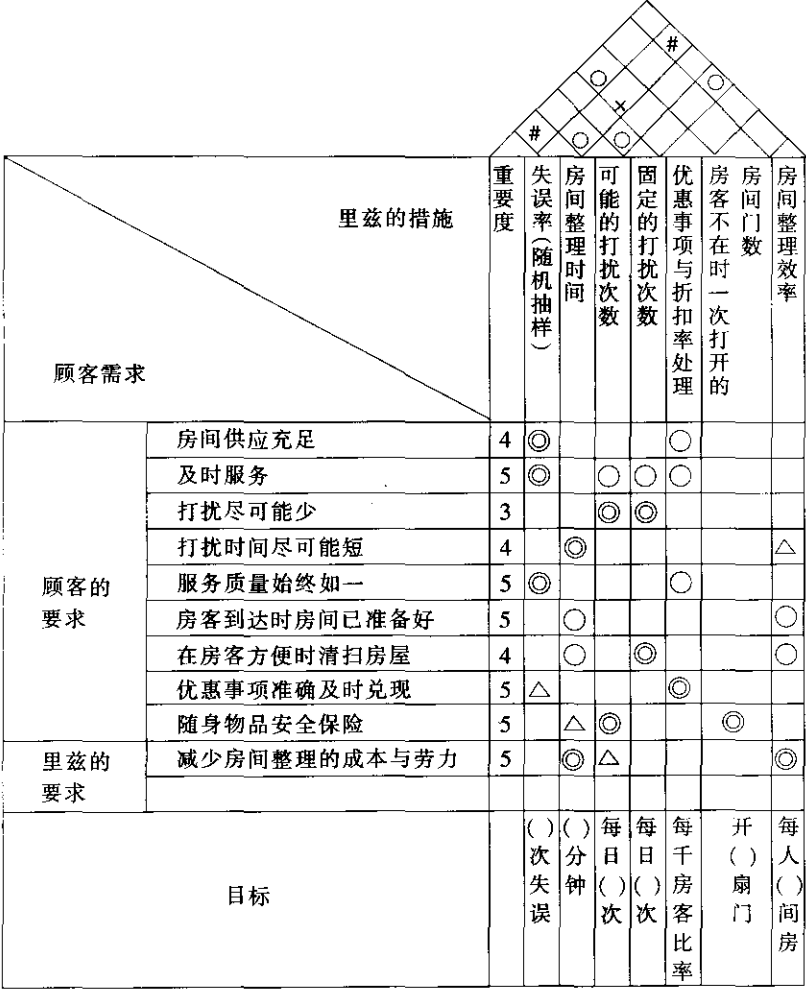 #
○
○
×
#
○
○
里兹的措施
顾客需求
重要度
失误率(随机抽样)
房间整理时间
可能的打扰次数
固定的打扰次数
优惠事项与折扣率处理
房间门数
房客不在时一次打开的
房间整理效率
顾客的要求
房间供应充足 4 ◎ ○
及时服务 5 ◎ ○ ○ ○
打扰尽可能少 3 ◎ ◎
打扰时间尽可能短 4 ◎ △
服务质量始终如一 5 ◎ ○
房客到达时房间已准备好 5 ○ ○
在房客方便时清扫房屋 4 ○ ◎ ○
优惠事项准确及时兑现 5 △ ◎
随身物品安全保险 5 △ ◎ ◎
里兹的要求
减少房间整理的成本与劳力 5 ◎ △ ◎
目标
( )次失误
( )分钟
每日( )次
每日( )次
每千房客比率
开( )扇门
每人( )间房